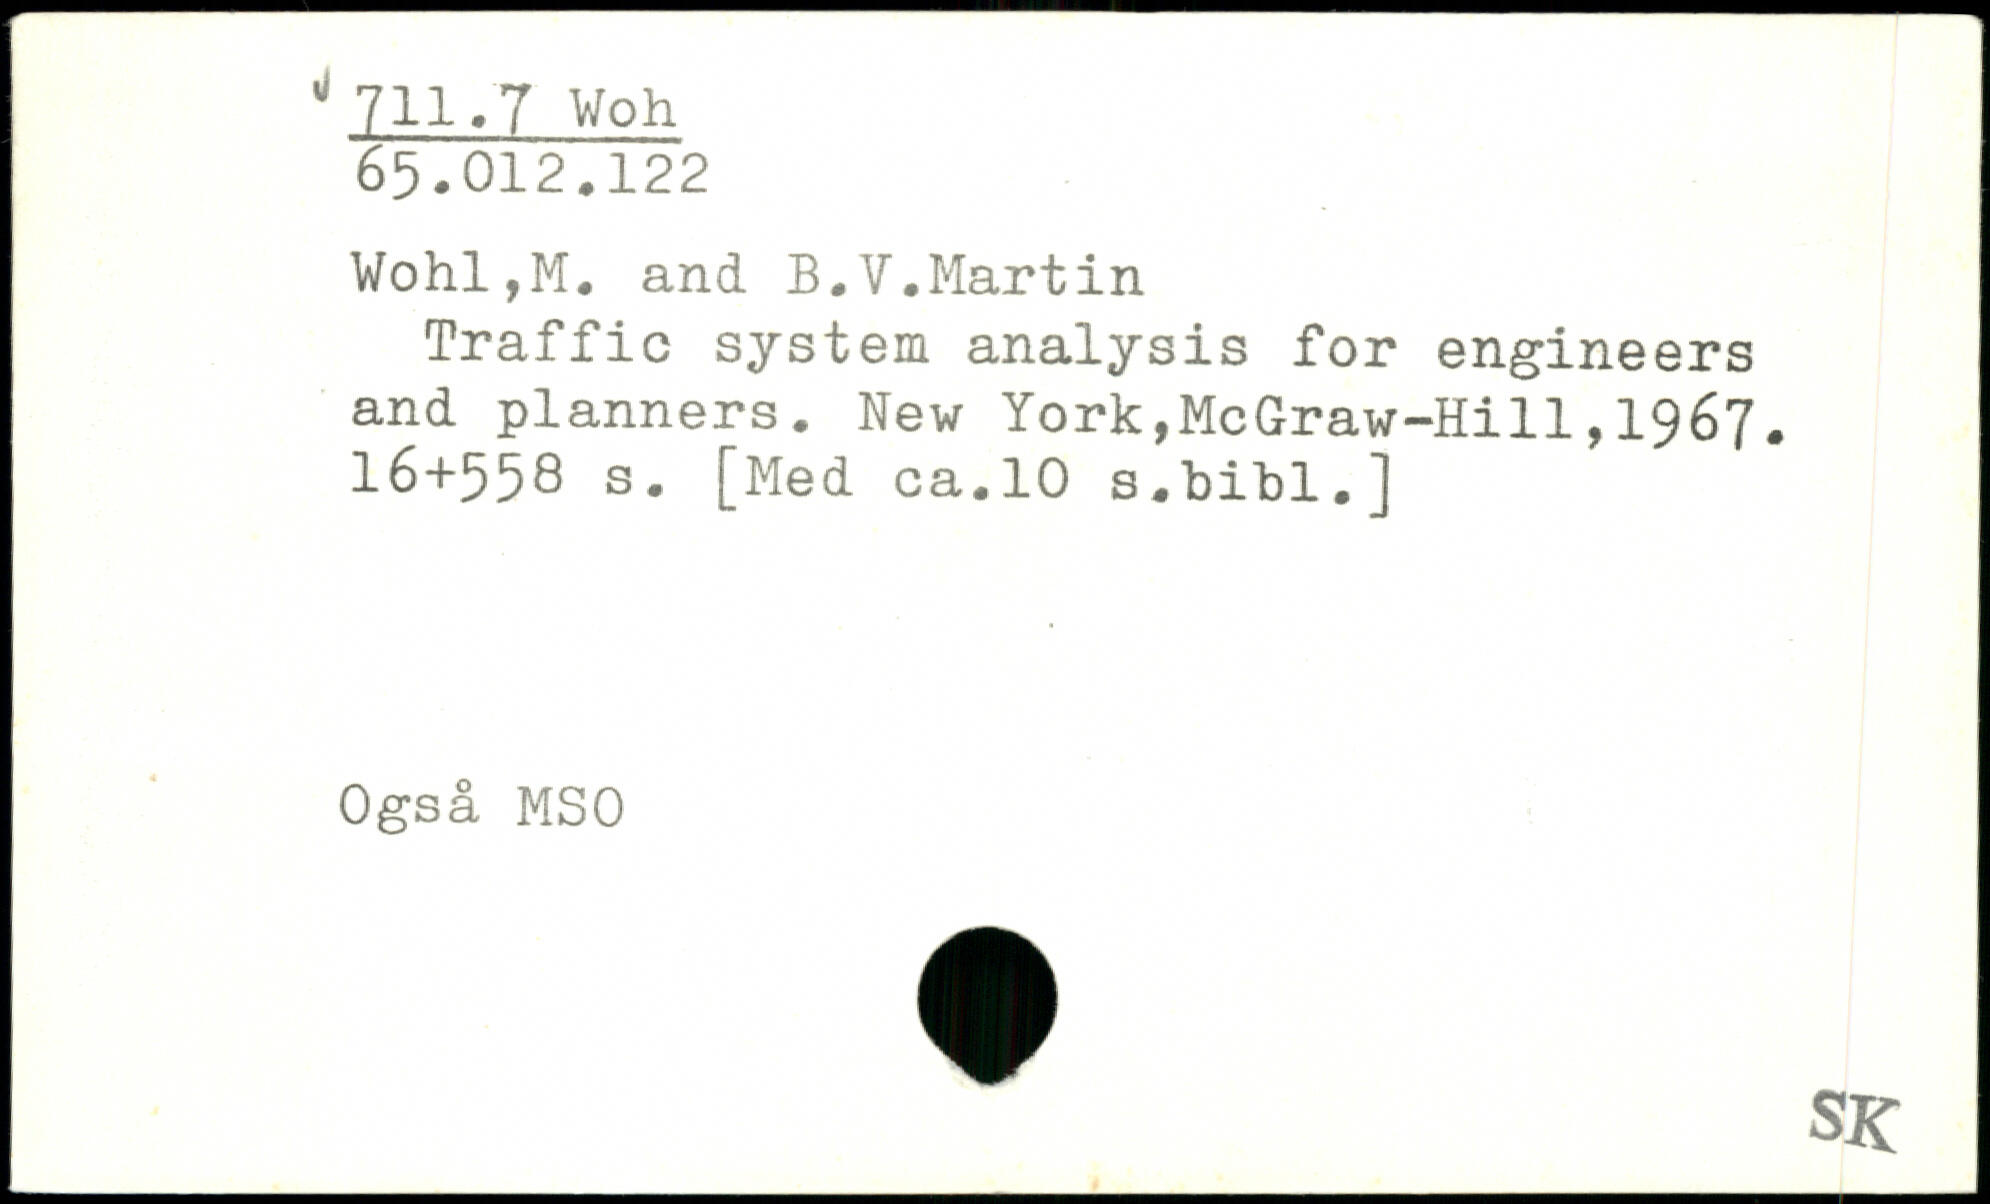 711.7 Woh
65.012.122
Wohl,M. and B.V.Martin
Traffic system analysis for engineers
and planners. New York,McGraw-Hill,1967.
16+558 s. [Med ca.10 s.bibl.]
Også MSO
SK